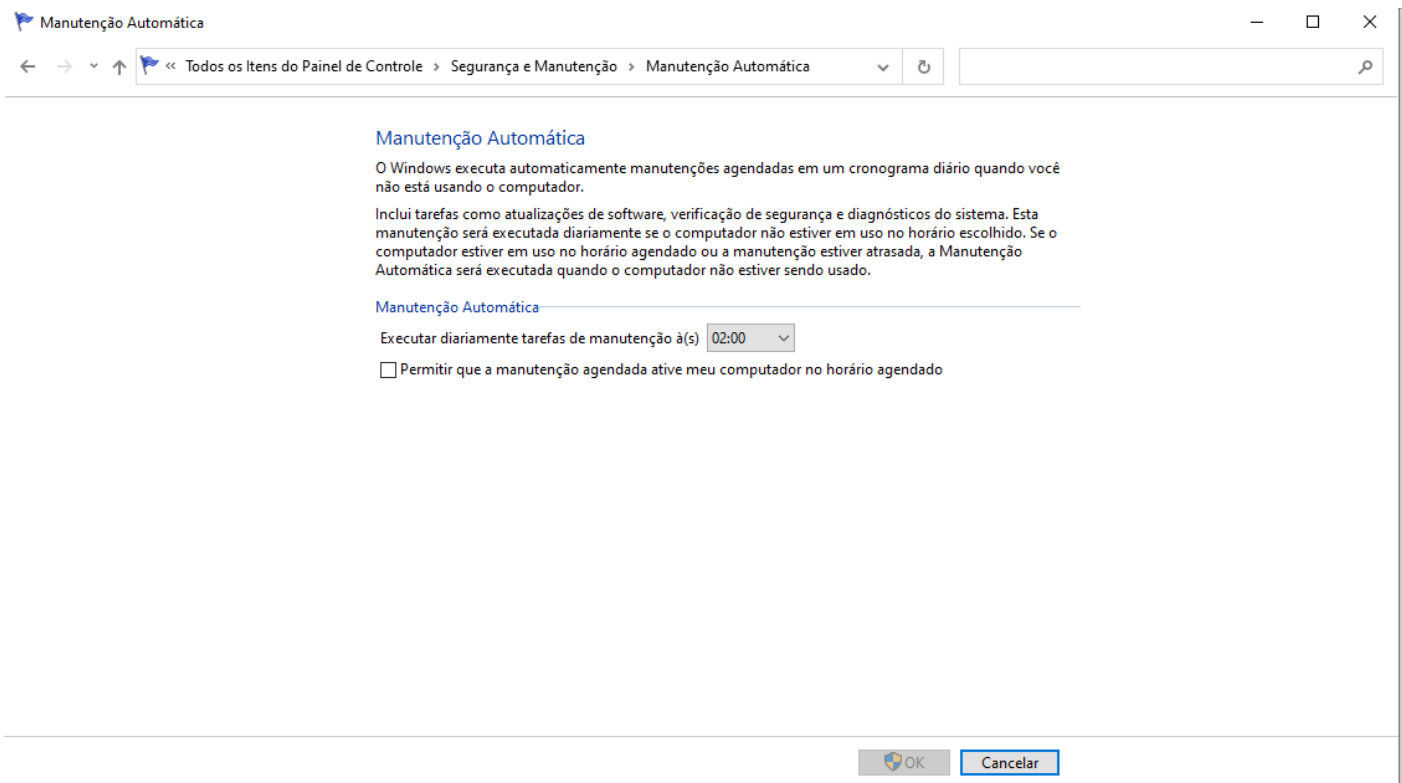 Manutenção Automática
« Todos os Itens do Painel de Controle > Segurança e Manutenção > Manutenção Automática
Manutenção Automática
O Windows executa automaticamente manutenções agendadas em um cronograma diário quando você
não está usando o computador.
Inclui tarefas como atualizações de software, verificação de segurança e diagnósticos do sistema. Esta
manutenção será executada diariamente se o computador não estiver em uso no horário escolhido. Se o
computador estiver em uso no horário agendado ou a manutenção estiver atrasada, a Manutenção
Automática será executada quando o computador não estiver sendo usado.
Manutenção Automática
Executar diariamente tarefas de manutenção à(s) 02:00
Permitir que a manutenção agendada ative meu computador no horário agendado
OK Cancelar